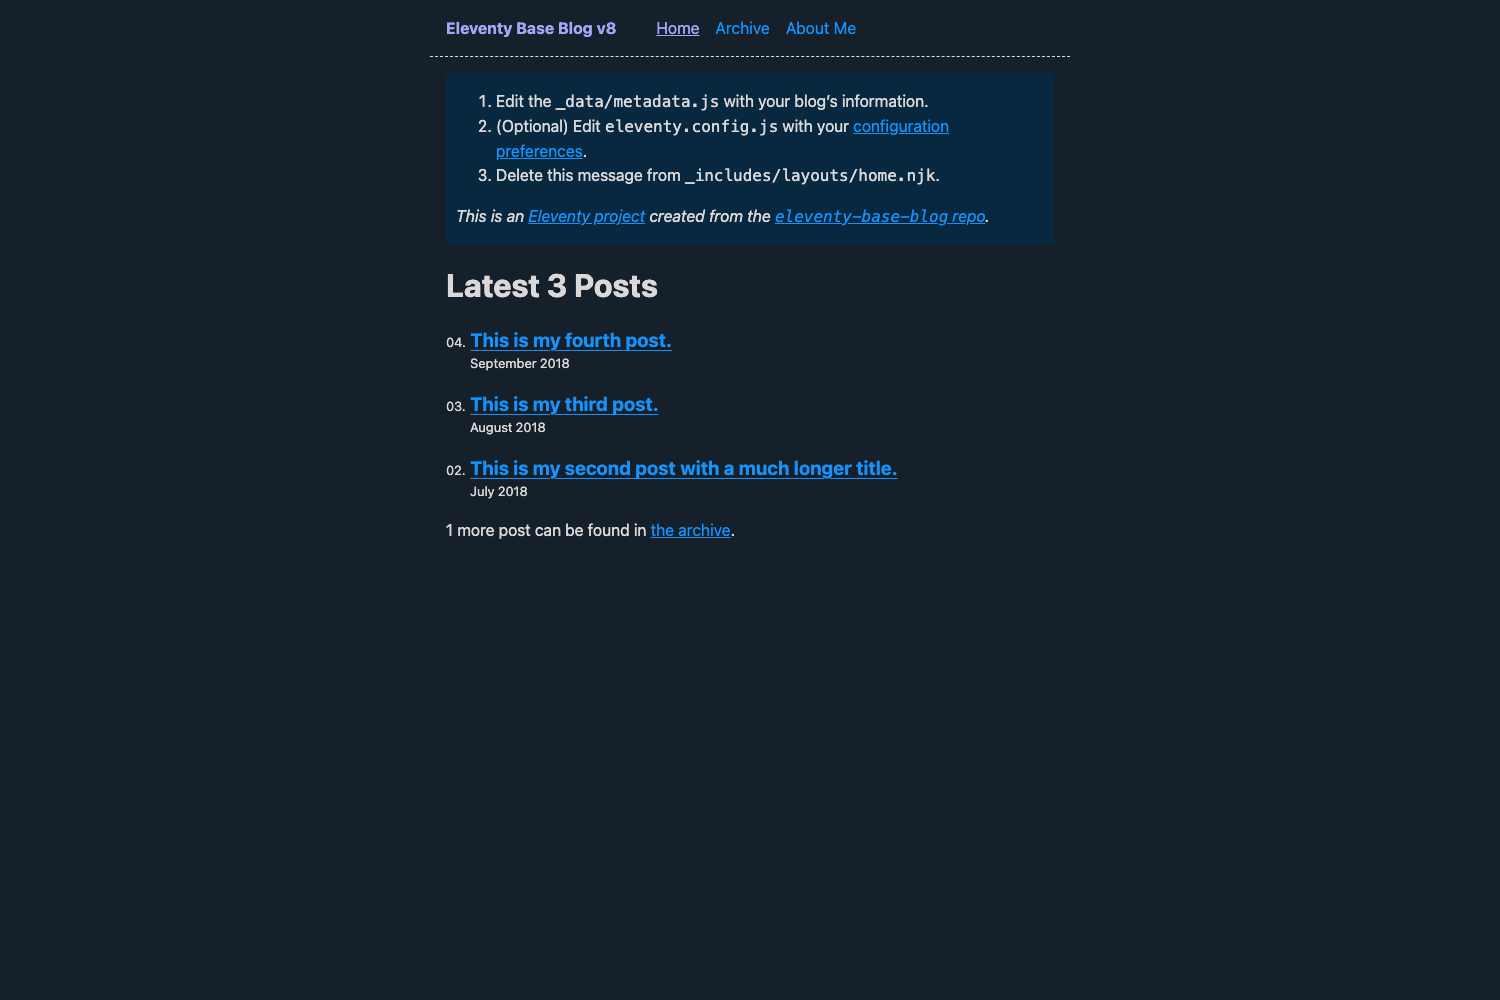 Eleventy Base Blog v8 Home Archive About Me
1. Edit the _data/metadata.js with your blog’s information.
2. (Optional) Edit eleventy.config.js with your configuration
preferences.
3. Delete this message from _includes/layouts/home.njk.
This is an Eleventy project created from the eleventy-base-blog repo.
Latest 3 Posts
04. This is my fourth post.
September 2018
03. This is my third post.
August 2018
02. This is my second post with a much longer title.
July 2018
1 more post can be found in the archive.